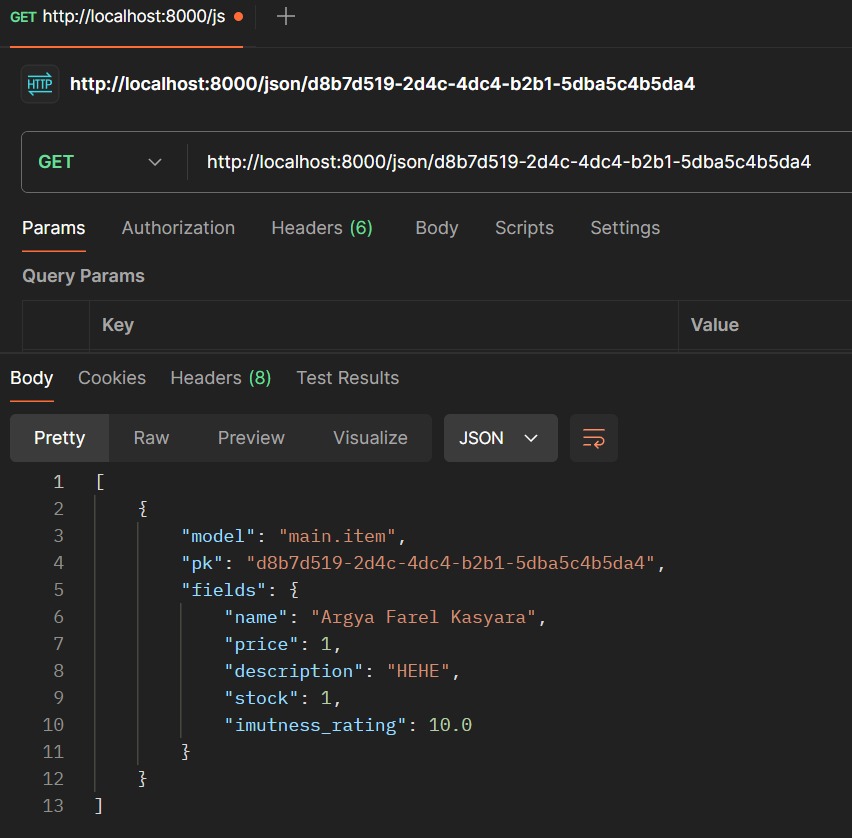 GET http://localhost:8000/js
HTTP http://localhost:8000/json/d8b7d519-2d4c-4dc4-b2b1-5dba5c4b5da4
GET http://localhost:8000/json/d8b7d519-2d4c-4dc4-b2b1-5dba5c4b5da4
Params Authorization Headers (6) Body Scripts Settings
Query Params
Key Value
Body Cookies Headers (8) Test Results
Pretty Raw Preview Visualize JSON
1 [
2 {
3 "model": "main.item",
4 "pk": "d8b7d519-2d4c-4dc4-b2b1-5dba5c4b5da4",
5 "fields": {
6 "name": "Argya Farel Kasyara",
7 "price": 1,
8 "description": "HEHE",
9 "stock": 1,
10 "imutness_rating": 10.0
11 }
12 }
13 ]